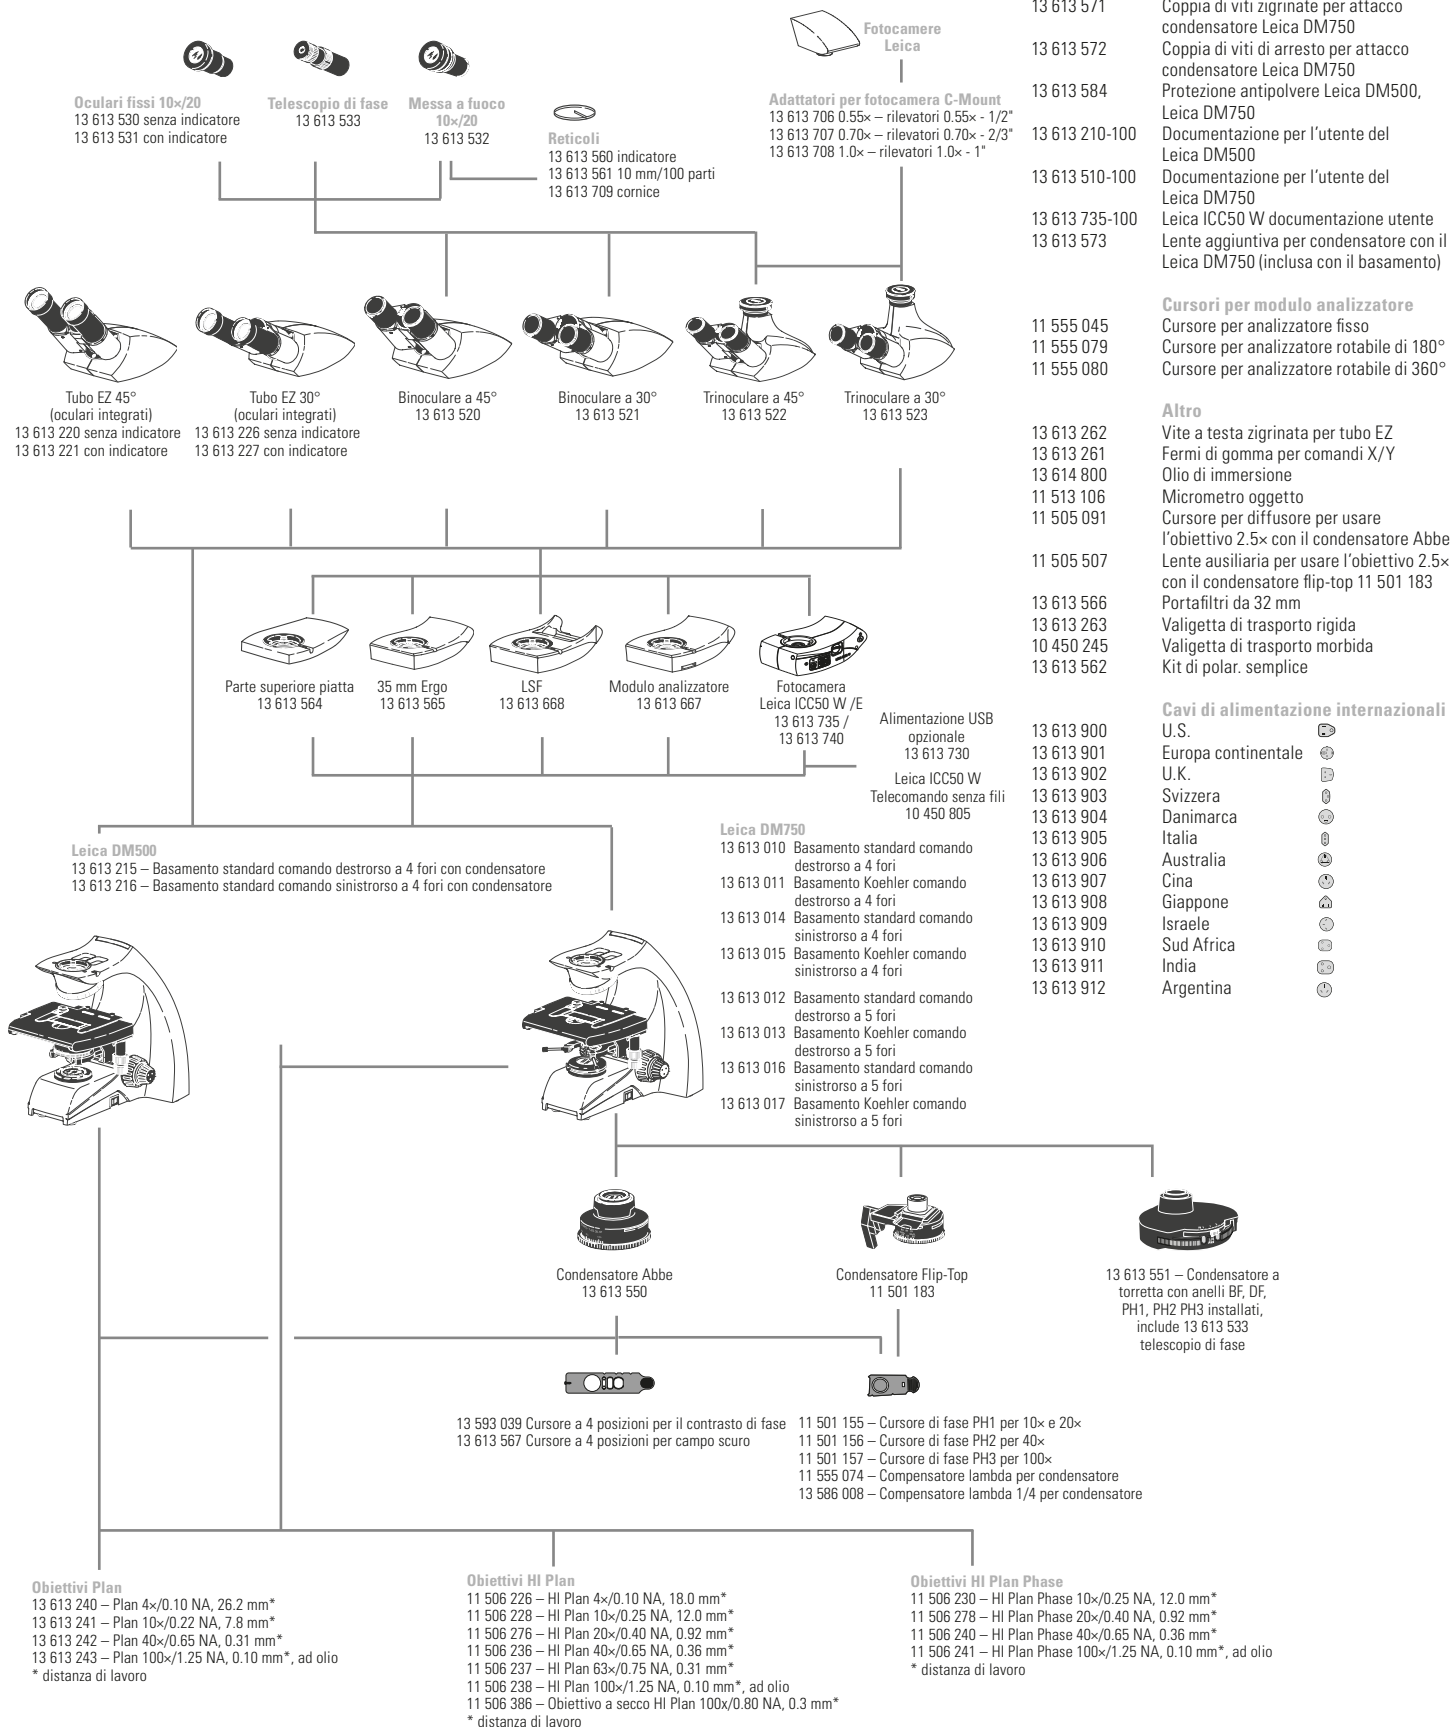 Oculari fissi 10×/20
13 613 530 senza indicatore
13 613 531 con indicatore
Telescopio di fase
13 613 533
Messa a fuoco
10×/20
13 613 532
Reticoli
13 613 560 indicatore
13 613 561 10 mm/100 parti
13 613 709 cornice
Fotocamere
Leica
Adattatori per fotocamera C-Mount
13 613 706 0.55× – rilevatori 0.55× - 1/2"
13 613 707 0.70× – rilevatori 0.70× - 2/3"
13 613 708 1.0× – rilevatori 1.0× - 1"
Tubo EZ 45°
(oculari integrati)
13 613 220 senza indicatore
13 613 221 con indicatore
Tubo EZ 30°
(oculari integrati)
13 613 226 senza indicatore
13 613 227 con indicatore
Binoculare a 45°
13 613 520
Binoculare a 30°
13 613 521
Trinoculare a 45°
13 613 522
Trinoculare a 30°
13 613 523
Parte superiore piatta
13 613 564
35 mm Ergo
13 613 565
LSF
13 613 668
Modulo analizzatore
13 613 667
Fotocamera
Leica ICC50 W /E
13 613 735 /
13 613 740
Alimentazione USB
opzionale
13 613 730
Leica ICC50 W
Telecomando senza fili
10 450 805
Leica DM500
13 613 215 – Basamento standard comando destrorso a 4 fori con condensatore
13 613 216 – Basamento standard comando sinistrorso a 4 fori con condensatore
Leica DM750
13 613 010 Basamento standard comando
destrorso a 4 fori
13 613 011 Basamento Koehler comando
destrorso a 4 fori
13 613 014 Basamento standard comando
sinistrorso a 4 fori
13 613 015 Basamento Koehler comando
sinistrorso a 4 fori
13 613 012 Basamento standard comando
destrorso a 5 fori
13 613 013 Basamento Koehler comando
destrorso a 5 fori
13 613 016 Basamento standard comando
sinistrorso a 5 fori
13 613 017 Basamento Koehler comando
sinistrorso a 5 fori
Condensatore Abbe
13 613 550
Condensatore Flip-Top
11 501 183
13 613 551 – Condensatore a
torretta con anelli BF, DF,
PH1, PH2 PH3 installati,
include 13 613 533
telescopio di fase
13 593 039 Cursore a 4 posizioni per il contrasto di fase
13 613 567 Cursore a 4 posizioni per campo scuro
11 501 155 – Cursore di fase PH1 per 10× e 20×
11 501 156 – Cursore di fase PH2 per 40×
11 501 157 – Cursore di fase PH3 per 100×
11 555 074 – Compensatore lambda per condensatore
13 586 008 – Compensatore lambda 1/4 per condensatore
Obiettivi Plan
13 613 240 – Plan 4×/0.10 NA, 26.2 mm*
13 613 241 – Plan 10×/0.22 NA, 7.8 mm*
13 613 242 – Plan 40×/0.65 NA, 0.31 mm*
13 613 243 – Plan 100×/1.25 NA, 0.10 mm*, ad olio
* distanza di lavoro
Obiettivi HI Plan
11 506 226 – HI Plan 4×/0.10 NA, 18.0 mm*
11 506 228 – HI Plan 10×/0.25 NA, 12.0 mm*
11 506 276 – HI Plan 20×/0.40 NA, 0.92 mm*
11 506 236 – HI Plan 40×/0.65 NA, 0.36 mm*
11 506 237 – HI Plan 63×/0.75 NA, 0.31 mm*
11 506 238 – HI Plan 100×/1.25 NA, 0.10 mm*, ad olio
11 506 386 – Obiettivo a secco HI Plan 100x/0.80 NA, 0.3 mm*
* distanza di lavoro
Obiettivi HI Plan Phase
11 506 230 – HI Plan Phase 10×/0.25 NA, 12.0 mm*
11 506 278 – HI Plan Phase 20×/0.40 NA, 0.92 mm*
11 506 240 – HI Plan Phase 40×/0.65 NA, 0.36 mm*
11 506 241 – HI Plan Phase 100×/1.25 NA, 0.10 mm*, ad olio
* distanza di lavoro
13 613 571 Coppia di viti zigrinate per attacco
condensatore Leica DM750
13 613 572 Coppia di viti di arresto per attacco
condensatore Leica DM750
13 613 584 Protezione antipolvere Leica DM500,
Leica DM750
13 613 210-100 Documentazione per l'utente del
Leica DM500
13 613 510-100 Documentazione per l'utente del
Leica DM750
13 613 735-100 Leica ICC50 W documentazione utente
13 613 573 Lente aggiuntiva per condensatore con il
Leica DM750 (inclusa con il basamento)
Cursori per modulo analizzatore
11 555 045 Cursore per analizzatore fisso
11 555 079 Cursore per analizzatore rotabile di 180°
11 555 080 Cursore per analizzatore rotabile di 360°
Altro
13 613 262 Vite a testa zigrinata per tubo EZ
13 613 261 Fermi di gomma per comandi X/Y
13 614 800 Olio di immersione
11 513 106 Micrometro oggetto
11 505 091 Cursore per diffusore per usare
l'obiettivo 2.5× con il condensatore Abbe
11 505 507 Lente ausiliaria per usare l'obiettivo 2.5×
con il condensatore flip-top 11 501 183
13 613 566 Portafiltri da 32 mm
13 613 263 Valigetta di trasporto rigida
10 450 245 Valigetta di trasporto morbida
13 613 562 Kit di polar. semplice
Cavi di alimentazione internazionali
13 613 900 U.S.
13 613 901 Europa continentale
13 613 902 U.K.
13 613 903 Svizzera
13 613 904 Danimarca
13 613 905 Italia
13 613 906 Australia
13 613 907 Cina
13 613 908 Giappone
13 613 909 Israele
13 613 910 Sud Africa
13 613 911 India
13 613 912 Argentina